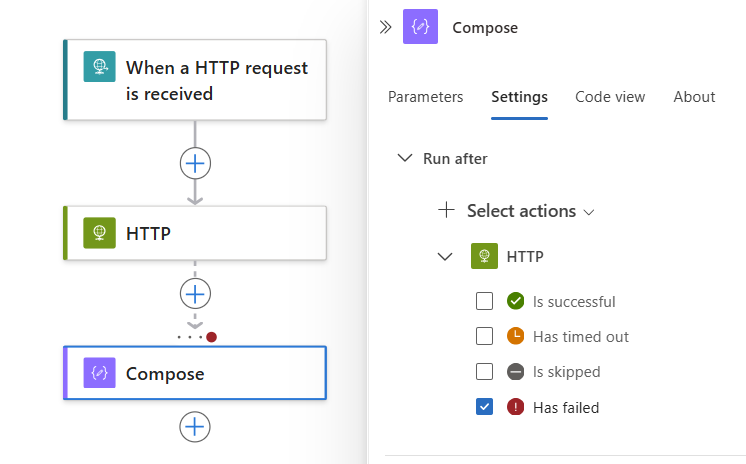 When a HTTP request
is received
HTTP
Compose
Compose
Parameters Settings Code view About
Run after
Select actions
HTTP
Is successful
Has timed out
Is skipped
Has failed